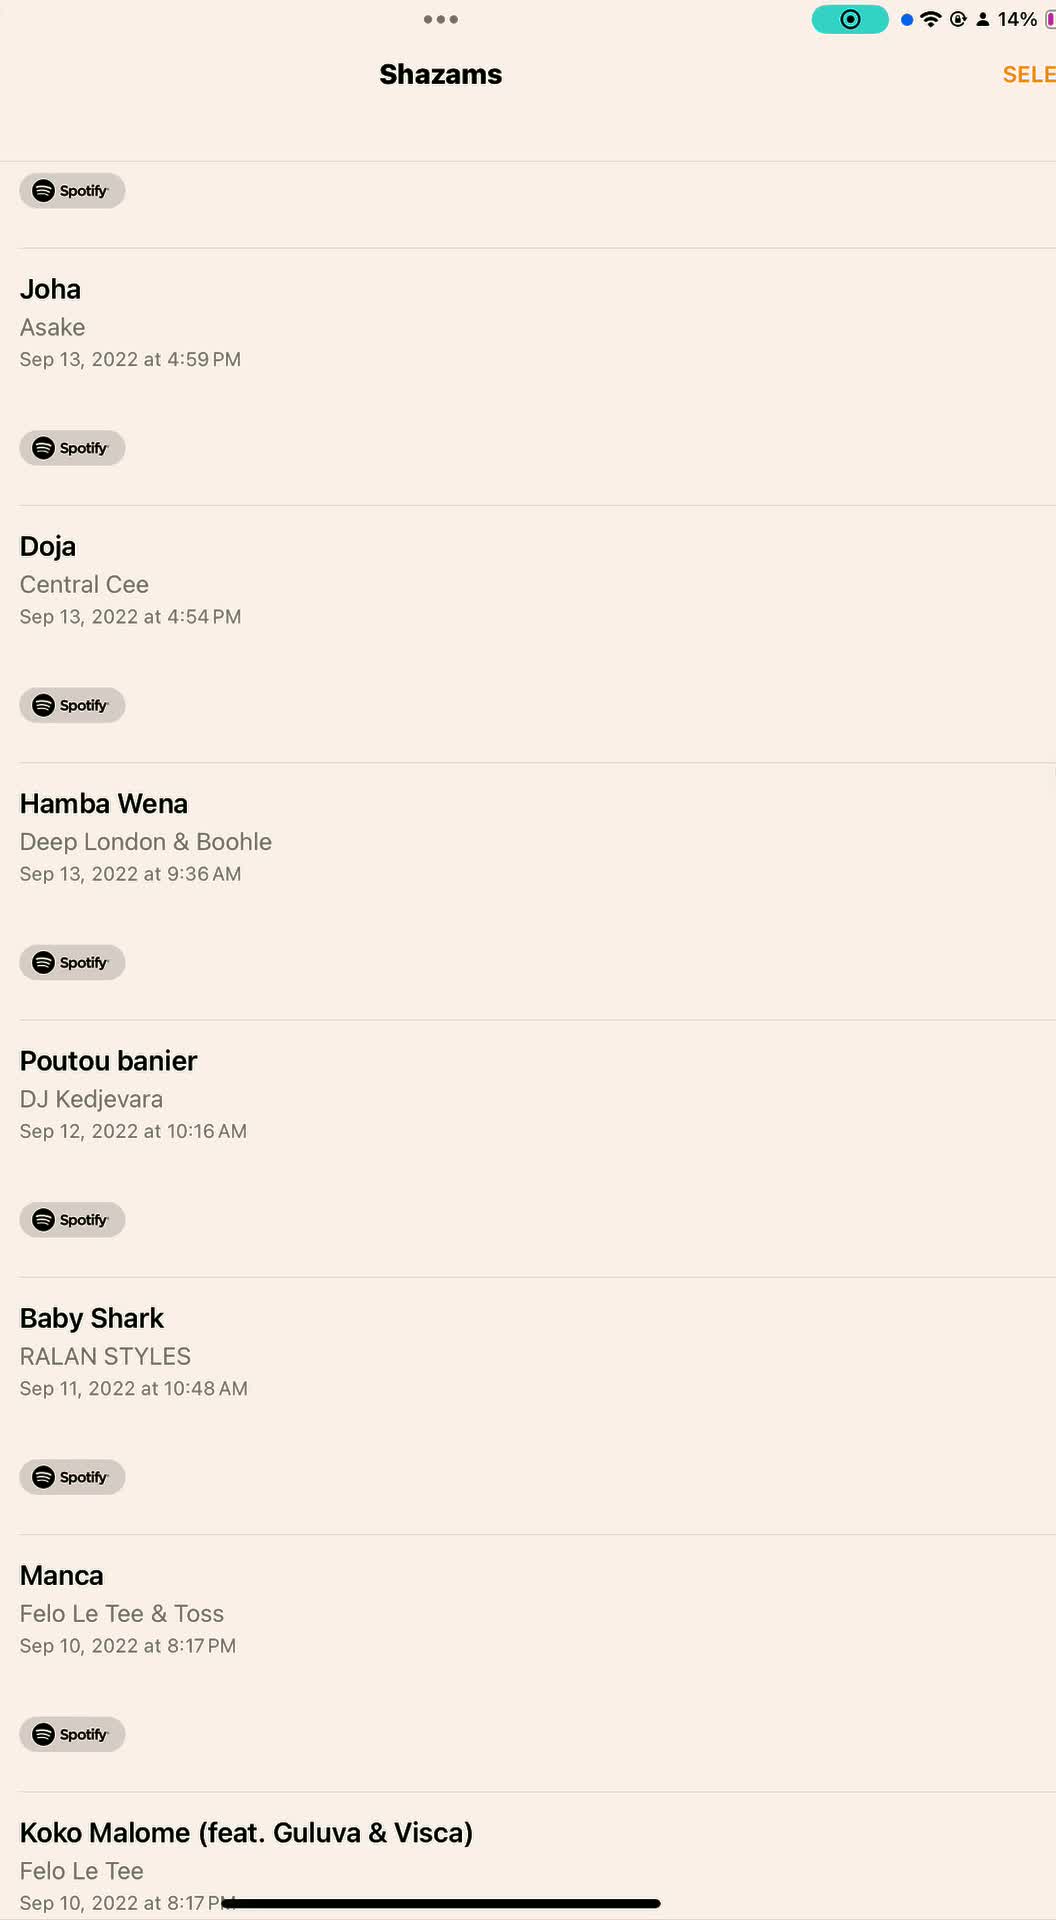 14%
Shazams
SELE
Spotify
Joha
Asake
Sep 13, 2022 at 4:59 PM
Spotify
Doja
Central Cee
Sep 13, 2022 at 4:54 PM
Spotify
Hamba Wena
Deep London & Boohle
Sep 13, 2022 at 9:36 AM
Spotify
Poutou banier
DJ Kedjevara
Sep 12, 2022 at 10:16 AM
Spotify
Baby Shark
RALAN STYLES
Sep 11, 2022 at 10:48 AM
Spotify
Manca
Felo Le Tee & Toss
Sep 10, 2022 at 8:17 PM
Spotify
Koko Malome (feat. Guluva & Visca)
Felo Le Tee
Sep 10, 2022 at 8:17 PM